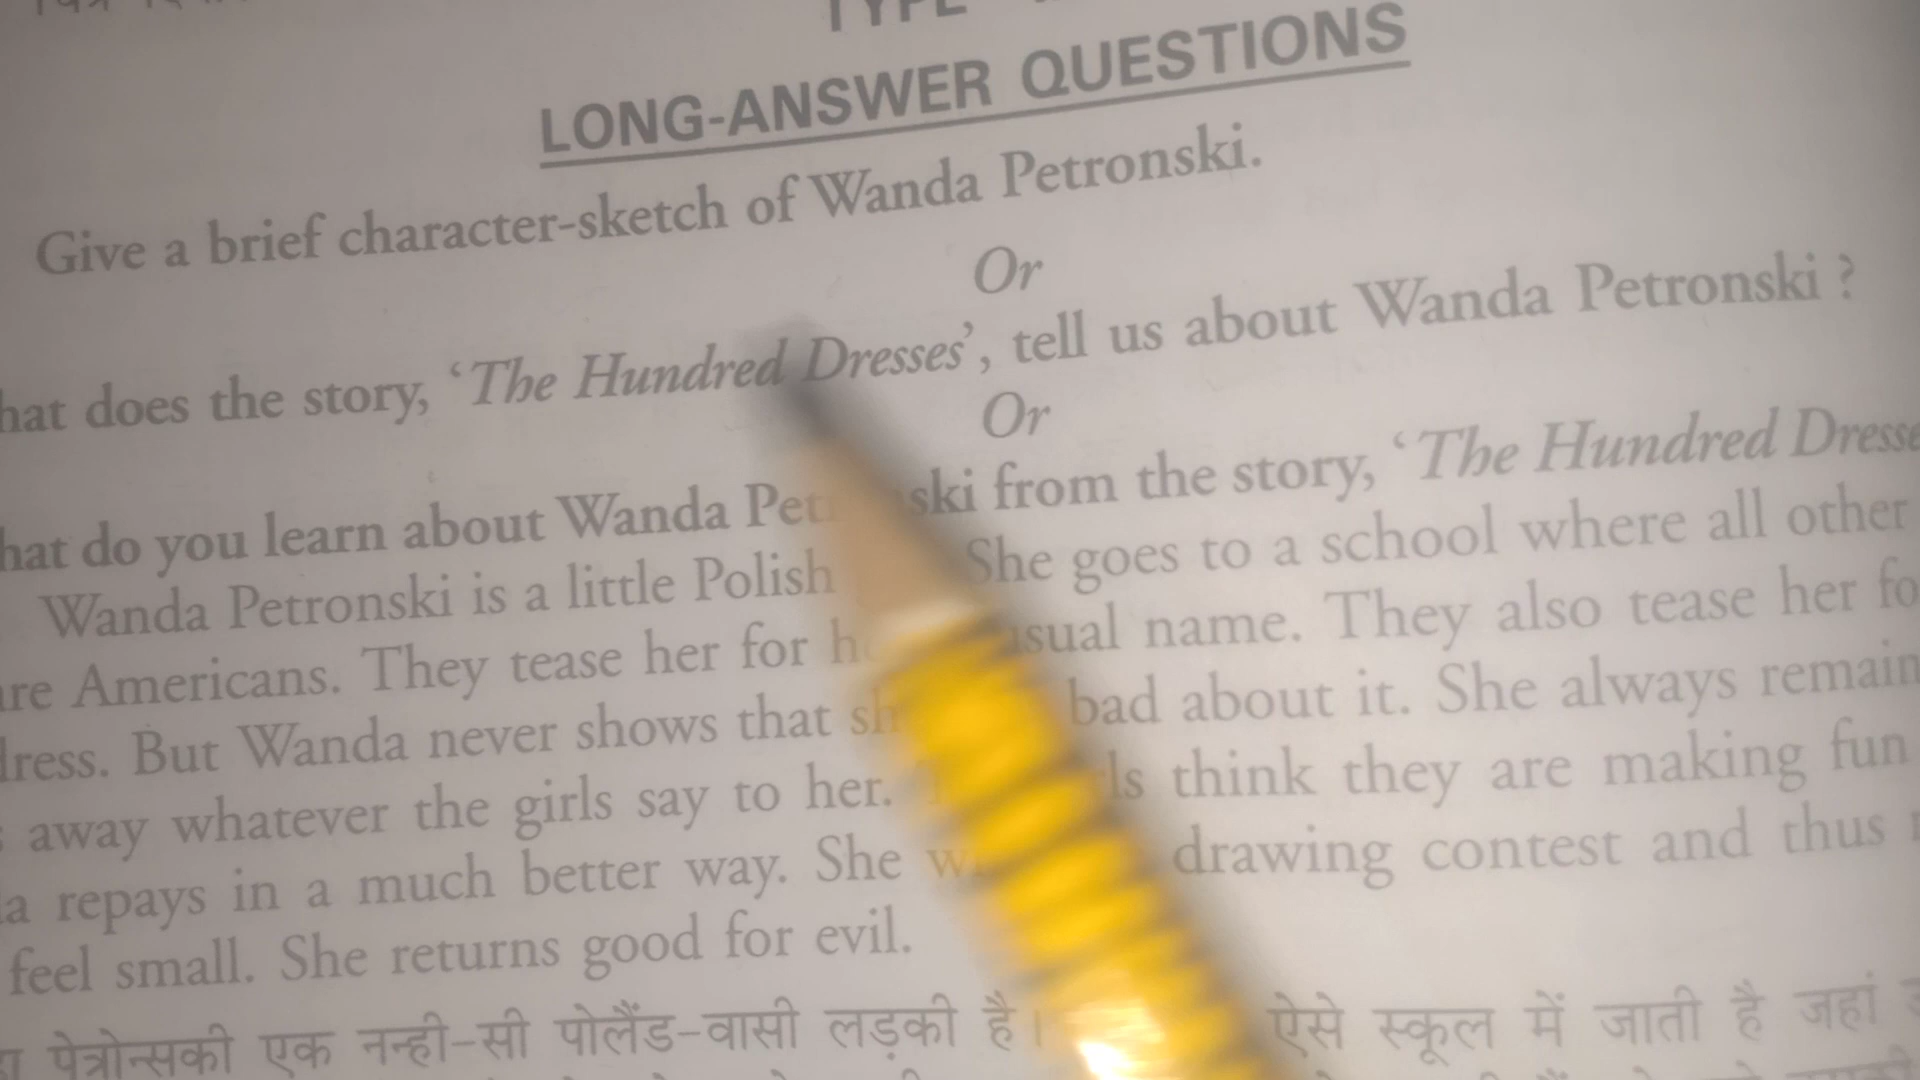 TYPE
LONG-ANSWER QUESTIONS
Give a brief character-sketch of Wanda Petronski.
Or
hat does the story, ‘The Hundred Dresses’, tell us about Wanda Petronski ?
Or
hat do you learn about Wanda Pet ski from the story, ‘The Hundred Dresse
Wanda Petronski is a little Polish She goes to a school where all other
re Americans. They tease her for h sual name. They also tease her fo
ress. But Wanda never shows that sh bad about it. She always remain
away whatever the girls say to her. ls think they are making fun
a repays in a much better way. She w drawing contest and thus
feel small. She returns good for evil.
पेत्रोन्सकी एक नन्ही-सी पोलैंड-वासी लड़की है। ऐसे स्कूल में जाती है जहां